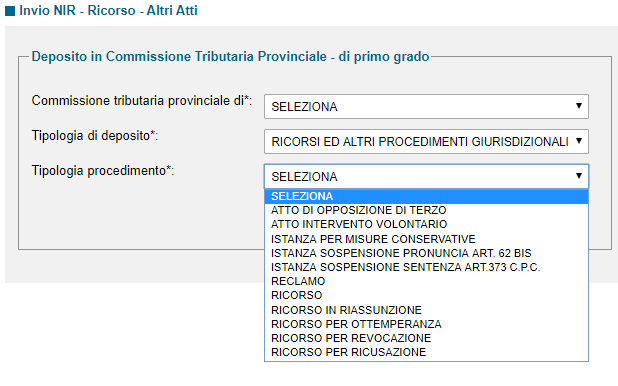 Invio NIR - Ricorso - Altri Atti
Deposito in Commissione Tributaria Provinciale - di primo grado
Commissione tributaria provinciale di*: SELEZIONA
Tipologia di deposito*: RICORSI ED ALTRI PROCEDIMENTI GIURISDIZIONALI
Tipologia procedimento*: SELEZIONA
SELEZIONA
ATTO DI OPPOSIZIONE DI TERZO
ATTO INTERVENTO VOLONTARIO
ISTANZA PER MISURE CONSERVATIVE
ISTANZA SOSPENSIONE PRONUNCIA ART. 62 BIS
ISTANZA SOSPENSIONE SENTENZA ART.373 C.P.C.
RECLAMO
RICORSO
RICORSO IN RIASSUNZIONE
RICORSO PER OTTEMPERANZA
RICORSO PER REVOCAZIONE
RICORSO PER RICUSAZIONE